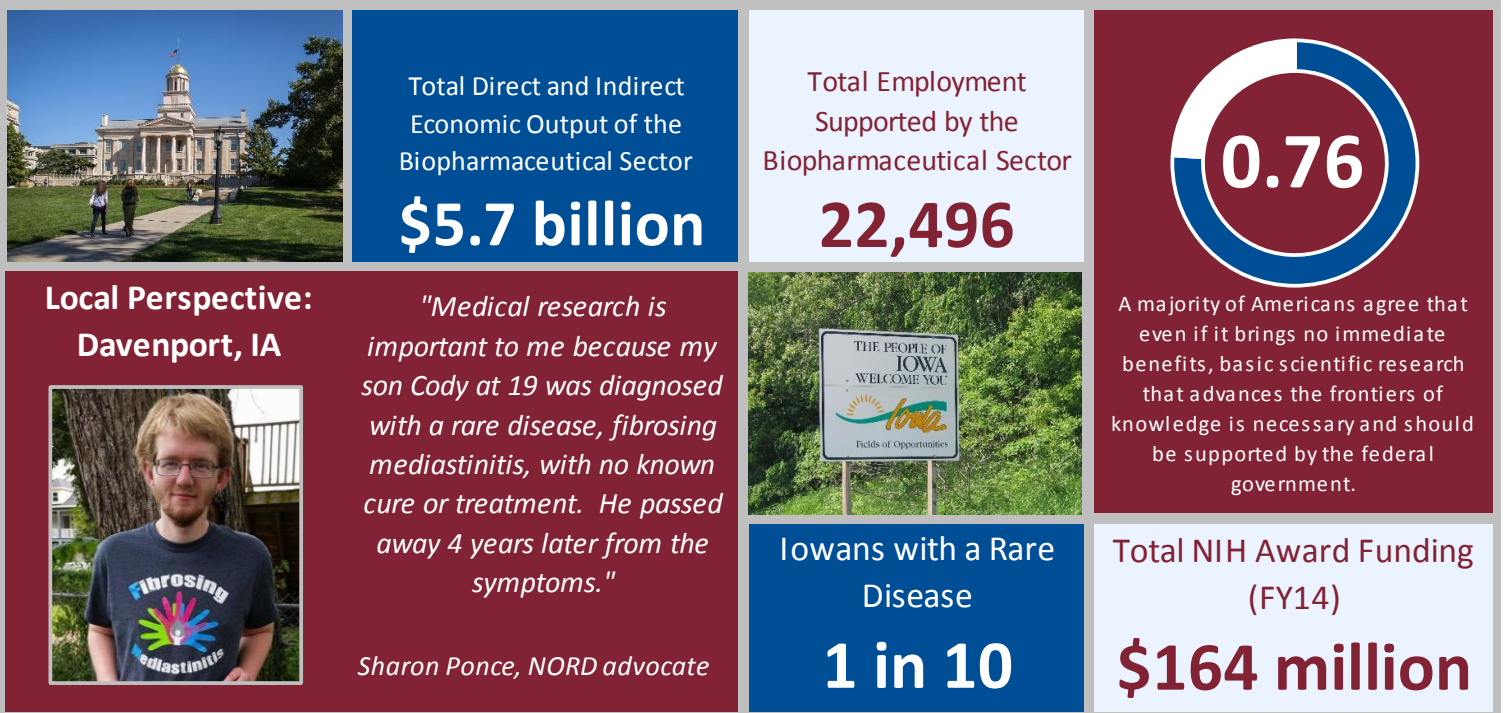 Total Direct and Indirect
Economic Output of the
Biopharmaceutical Sector
$5.7 billion
Total Employment
Supported by the
Biopharmaceutical Sector
22,496
0.76
A majority of Americans agree that
even if it brings no immediate
benefits, basic scientific research
that advances the frontiers of
knowledge is necessary and should
be supported by the federal
government.
Local Perspective:
Davenport, IA
Fibrosing
Mediastinitis
"Medical research is
important to me because my
son Cody at 19 was diagnosed
with a rare disease, fibrosing
mediastinitis, with no known
cure or treatment.  He passed
away 4 years later from the
symptoms."
Sharon Ponce, NORD advocate
THE PEOPLE OF
IOWA
WELCOME YOU
Iowa
Fields of Opportunities
Iowans with a Rare
Disease
1 in 10
Total NIH Award Funding
(FY14)
$164 million